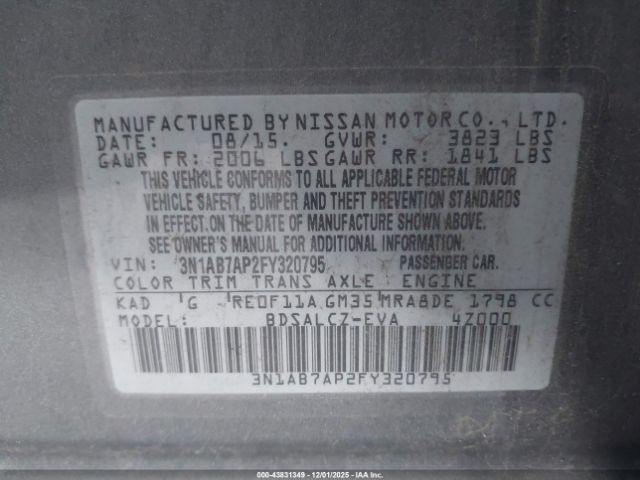 MANUFACTURED BY NISSAN MOTOR CO., LTD.
DATE: 08/15. GVWR: 3823 LBS
GAWR FR: 2006 LBS GAWR RR: 1841 LBS
THIS VEHICLE CONFORMS TO ALL APPLICABLE FEDERAL MOTOR
VEHICLE SAFETY, BUMPER AND THEFT PREVENTION STANDARDS
IN EFFECT ON THE DATE OF MANUFACTURE SHOWN ABOVE.
SEE OWNER'S MANUAL FOR ADDITIONAL INFORMATION.
VIN: 3N1AB7AP2FY320795 PASSENGER CAR.
COLOR TRIM TRANS AXLE ENGINE
KAD G RE0F11A GM35 MRA8DE 1798 CC
MODEL: BDSALCZ-EVA 4Z000
3N1AB7AP2FY320795
000-43831349 • 12/01/2025 • IAAI, Inc.